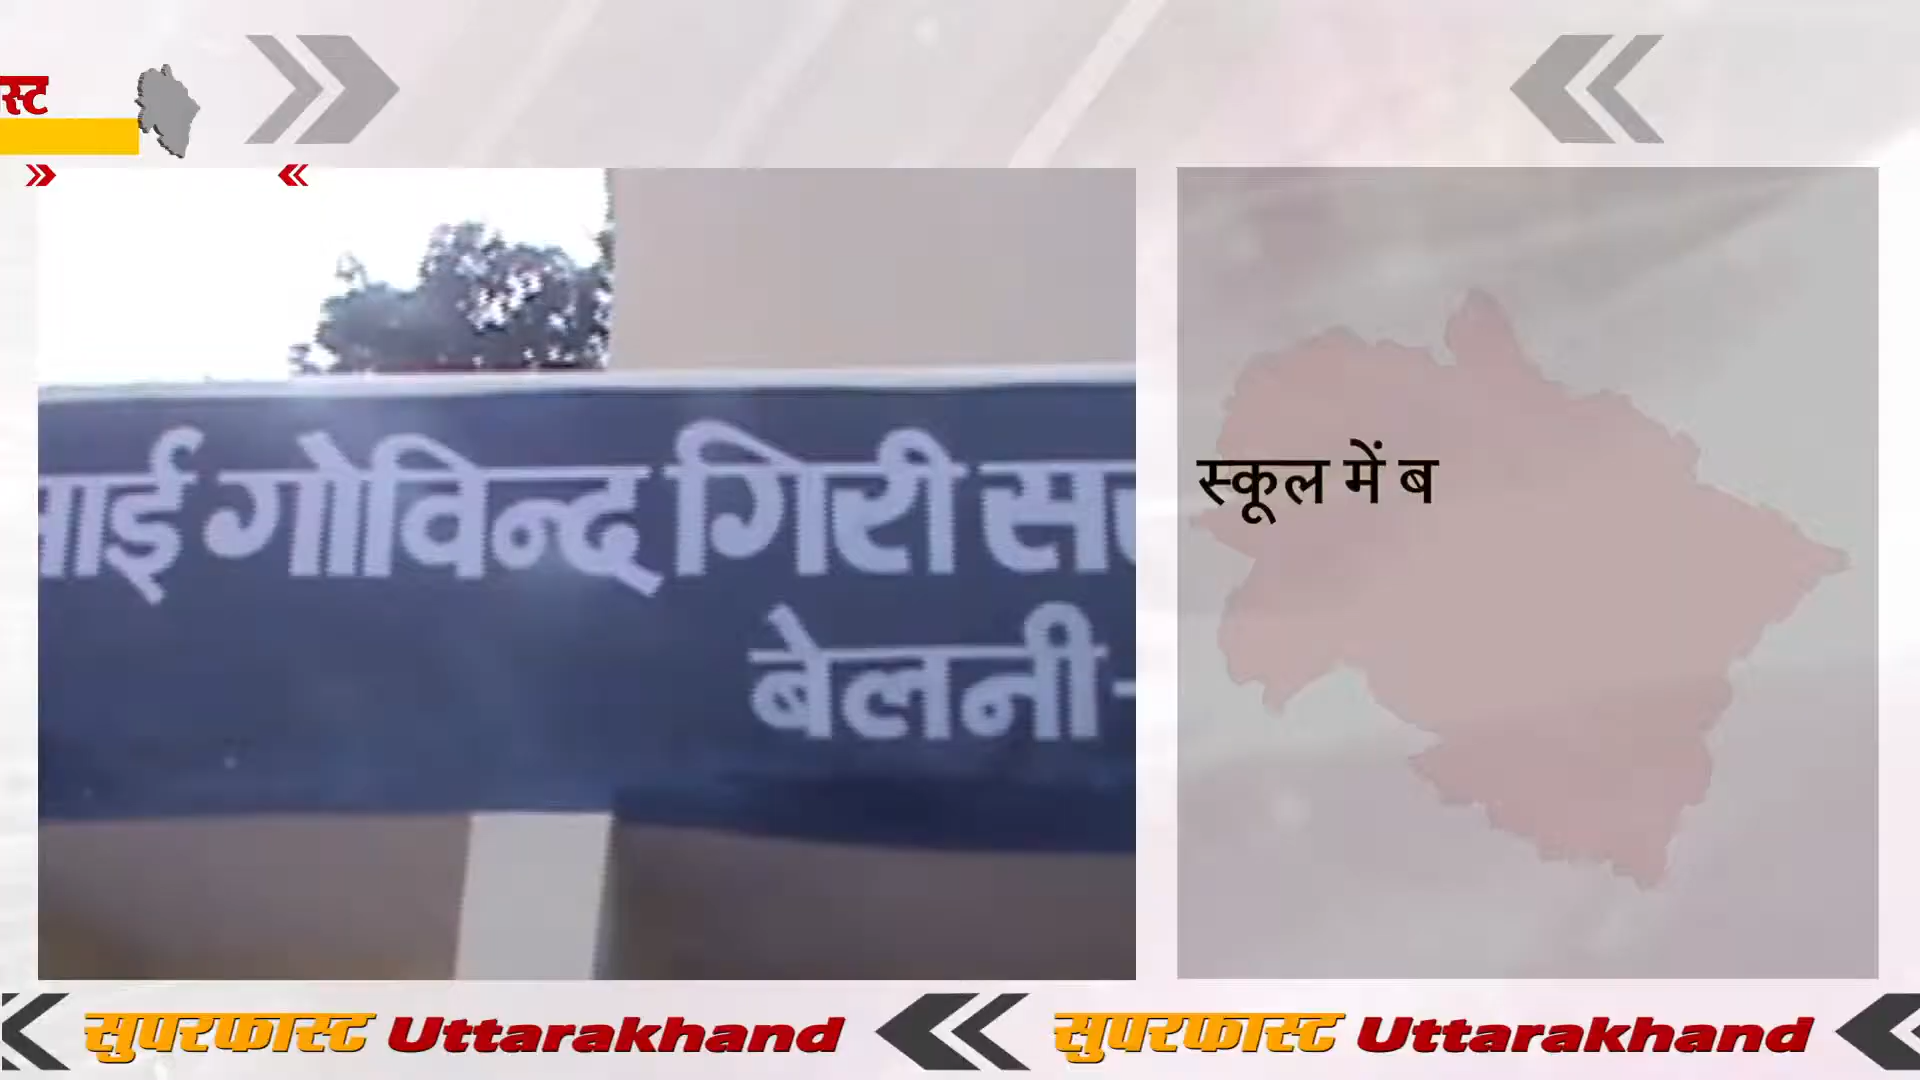 गोविन्द गिरी
बेलनी-
स्कूल में ब
सुपरफास्ट Uttarakhand
सुपरफास्ट Uttarakhand